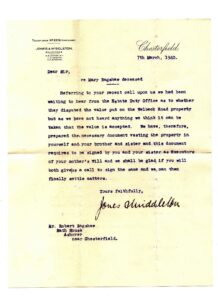 JONES & MIDDLETON,
Chesterfield,
7th March, 1942.
Dear Sir,
re Mary Bagshaw deceased
Referring to your recent call upon us we had been
waiting to hear from the Estate Duty Office as to whether
they disputed the value put on the property
but as we have not heard anything we think it can be
taken that the value is accepted. We have, therefore,
prepared the necessary document vesting the property in
yourself and your brother and sister and this document
requires to be signed by you and your sister as Executors
of your mother's Will and we shall be glad if you will
both give us a call to sign the same and we can then
finally settle matters.
Yours faithfully,
Jones & Middleton
Mr. Robert Bagshaw
Bath House
Ashover
near Chesterfield.